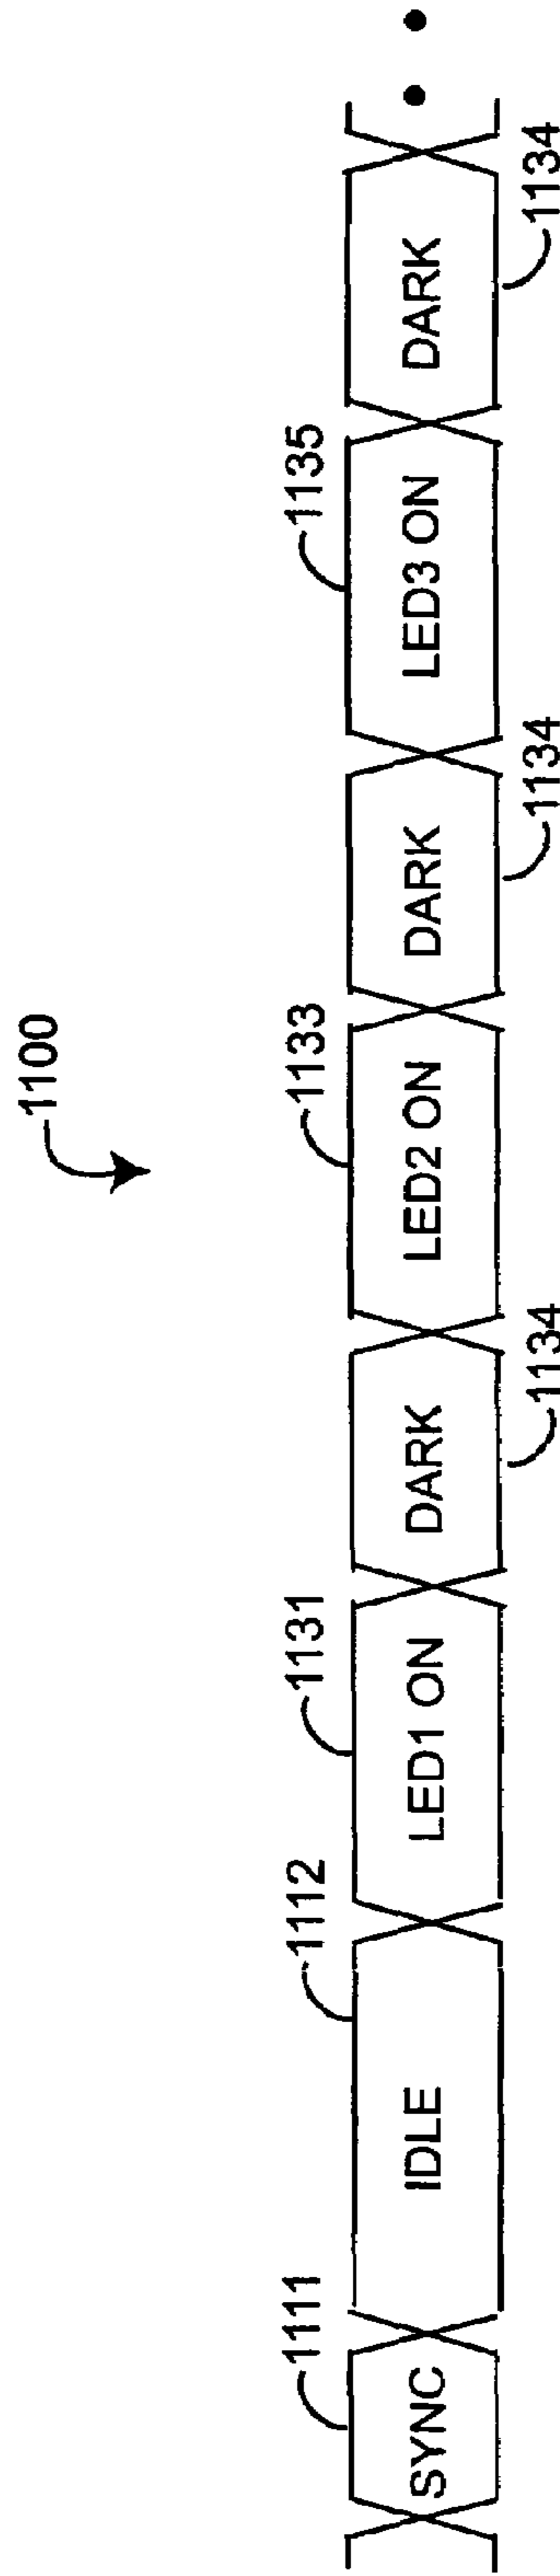 1100
1111
1112
1131
1133
1135
SYNC
IDLE
LED1 ON
DARK
LED2 ON
DARK
LED3 ON
DARK
1134
1134
1134